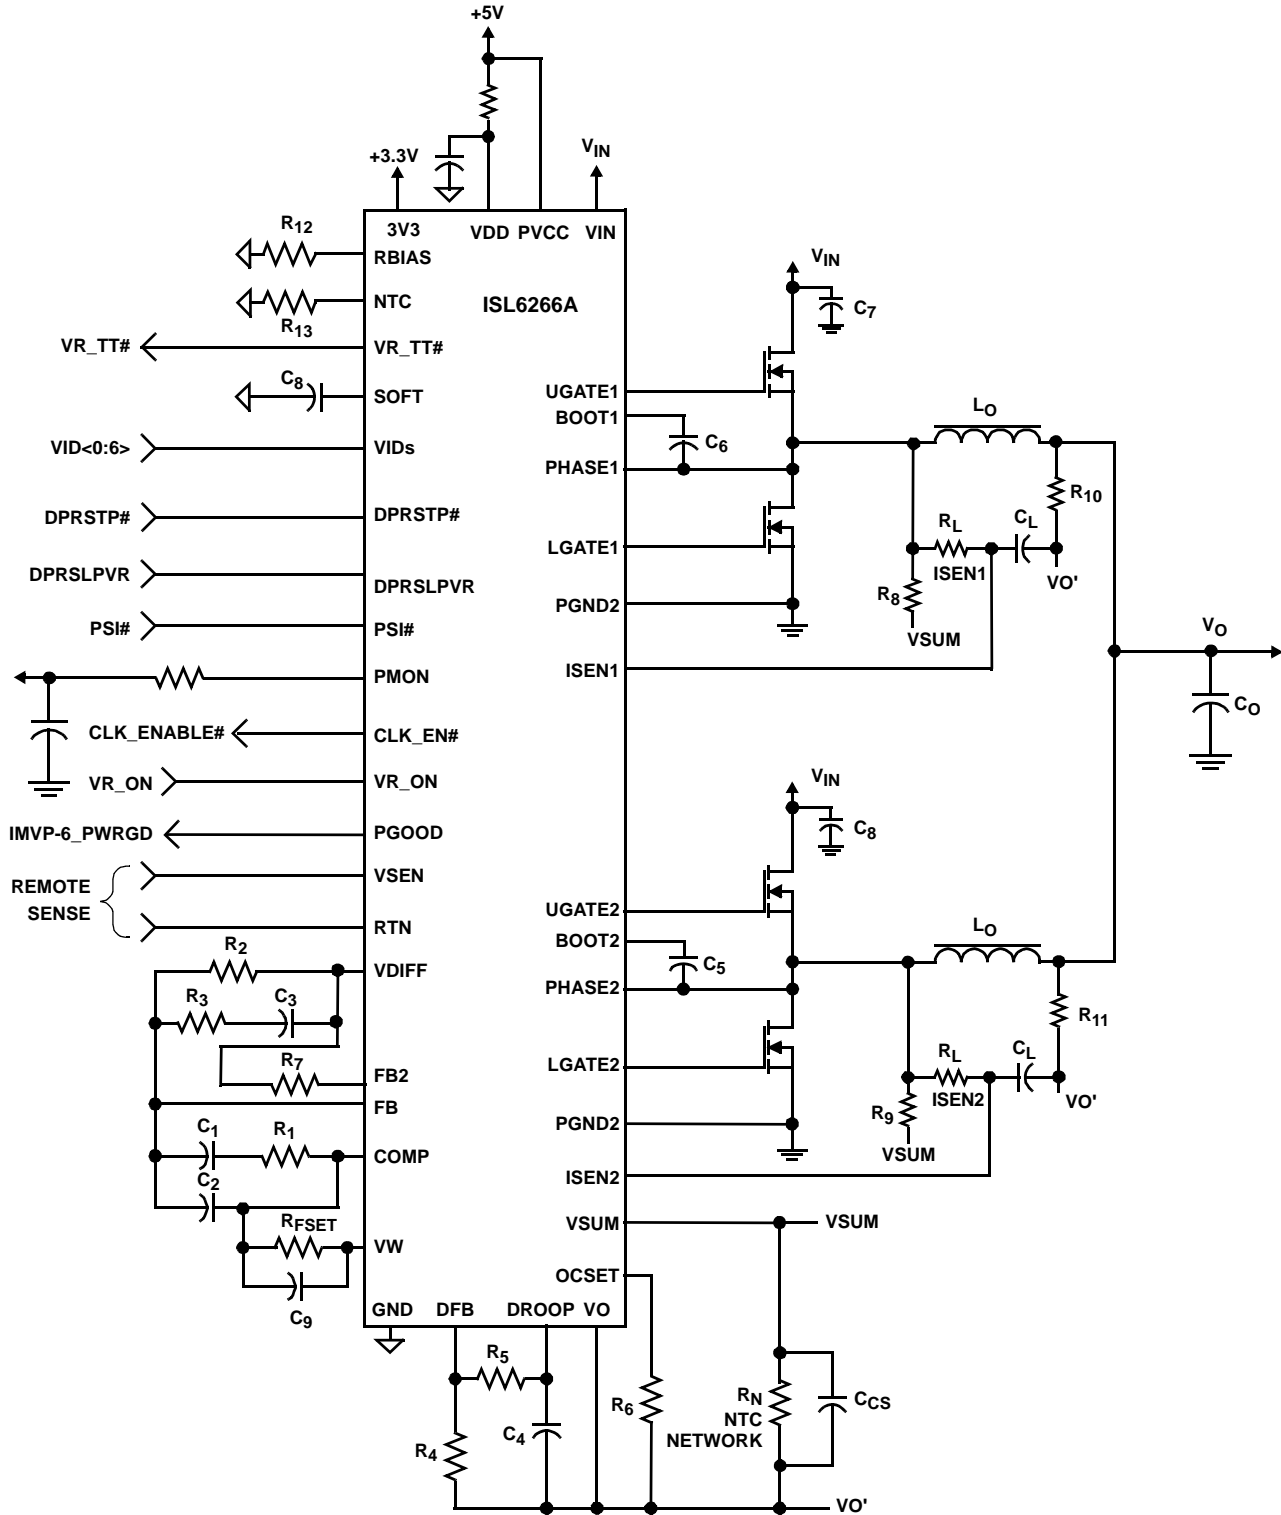 +5V
+3.3V
VIN
3V3
VDD
PVCC
VIN
R12
RBIAS
ISL6266A
NTC
R13
VR_TT#
VR_TT#
C8
SOFT
VID<0:6>
VIDs
DPRSTP#
DPRSTP#
DPRSLPVR
DPRSLPVR
PSI#
PSI#
PMON
CLK_ENABLE#
CLK_EN#
VR_ON
VR_ON
IMVP-6_PWRGD
PGOOD
REMOTE
SENSE
VSEN
RTN
R2
VDIFF
R3
C3
R7
FB2
FB
C1
R1
COMP
C2
RFSET
VW
C9
GND
DFB
DROOP
VO
R5
R4
C4
VIN
C7
UGATE1
BOOT1
C6
PHASE1
LGATE1
PGND2
ISEN1
LO
R10
RL
CL
ISEN1
VO'
R8
VSUM
VO
CO
VIN
C8
UGATE2
BOOT2
C5
PHASE2
LGATE2
PGND2
ISEN2
LO
R11
RL
CL
ISEN2
VO'
R9
VSUM
VSUM
VSUM
OCSET
R6
RN
NTC
NETWORK
CCS
VO'